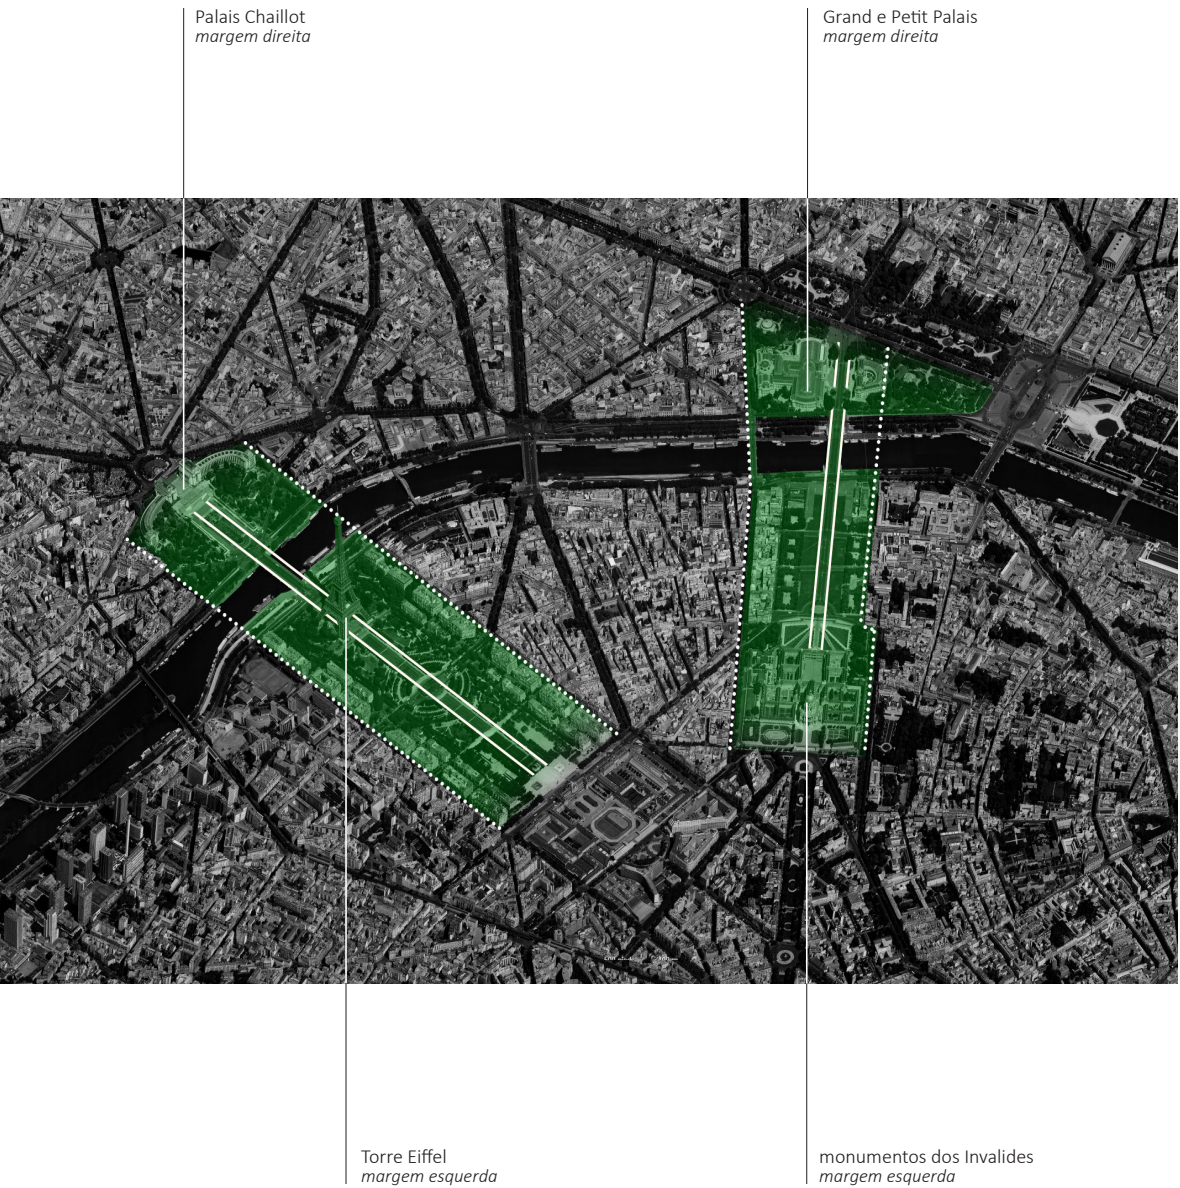 Palais Chaillot
margem direita
Grand e Petit Palais
margem direita
Torre Eiffel
margem esquerda
monumentos dos Invalides
margem esquerda